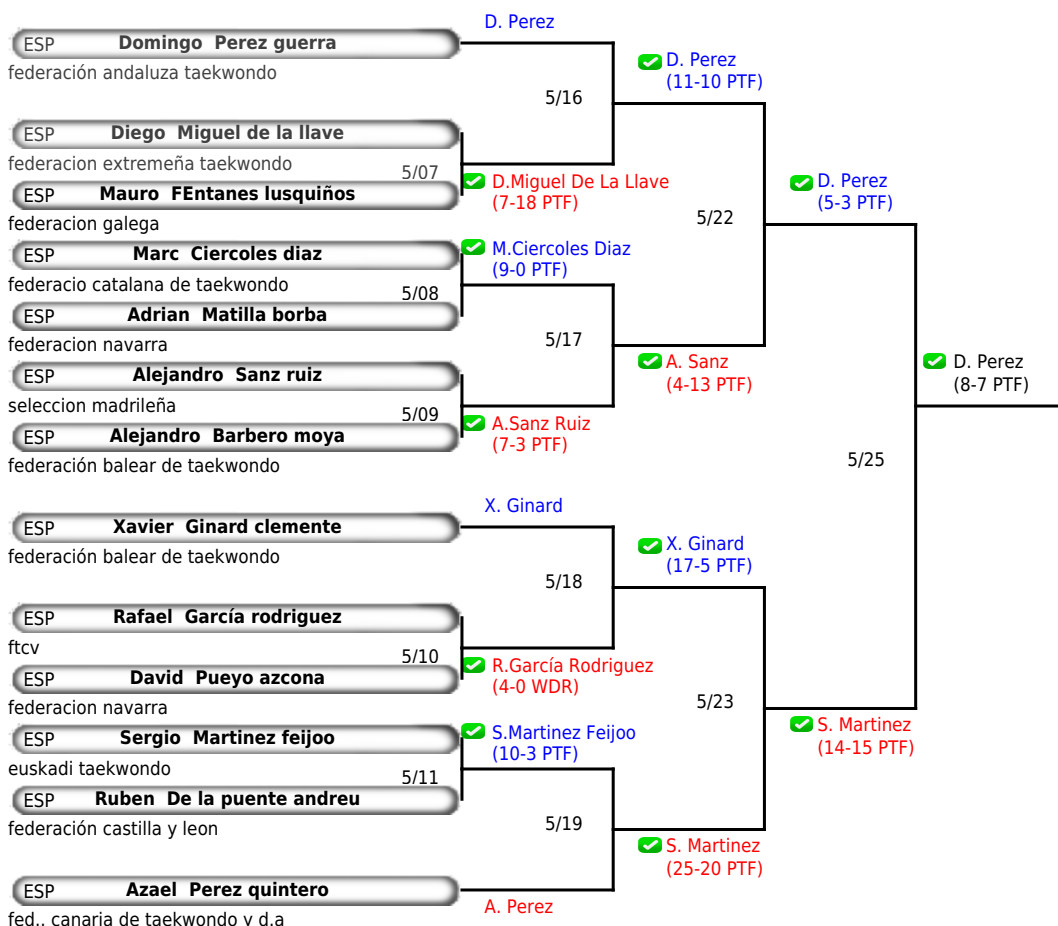 D. Perez
ESP Domingo Perez guerra
federación andaluza taekwondo
D. Perez
(11-10 PTF)
5/16
ESP Diego Miguel de la llave
federacion extremeña taekwondo
5/07
D.Miguel De La Llave
(7-18 PTF)
ESP Mauro FEntanes lusquiños
federacion galega
D. Perez
(5-3 PTF)
5/22
ESP Marc Ciercoles diaz
M.Ciercoles Diaz
(9-0 PTF)
federacio catalana de taekwondo
5/08
ESP Adrian Matilla borba
federacion navarra
5/17
A. Sanz
(4-13 PTF)
D. Perez
(8-7 PTF)
ESP Alejandro Sanz ruiz
seleccion madrileña
5/09
A.Sanz Ruiz
(7-3 PTF)
ESP Alejandro Barbero moya
federación balear de taekwondo
5/25
X. Ginard
ESP Xavier Ginard clemente
federación balear de taekwondo
X. Ginard
(17-5 PTF)
5/18
ESP Rafael García rodriguez
ftcv
5/10
R.García Rodriguez
(4-0 WDR)
ESP David Pueyo azcona
federacion navarra
5/23
S. Martinez
(14-15 PTF)
ESP Sergio Martinez feijoo
S.Martinez Feijoo
(10-3 PTF)
euskadi taekwondo
5/11
ESP Ruben De la puente andreu
federación castilla y leon
5/19
S. Martinez
(25-20 PTF)
ESP Azael Perez quintero
A. Perez
fed.. canaria de taekwondo y d.a